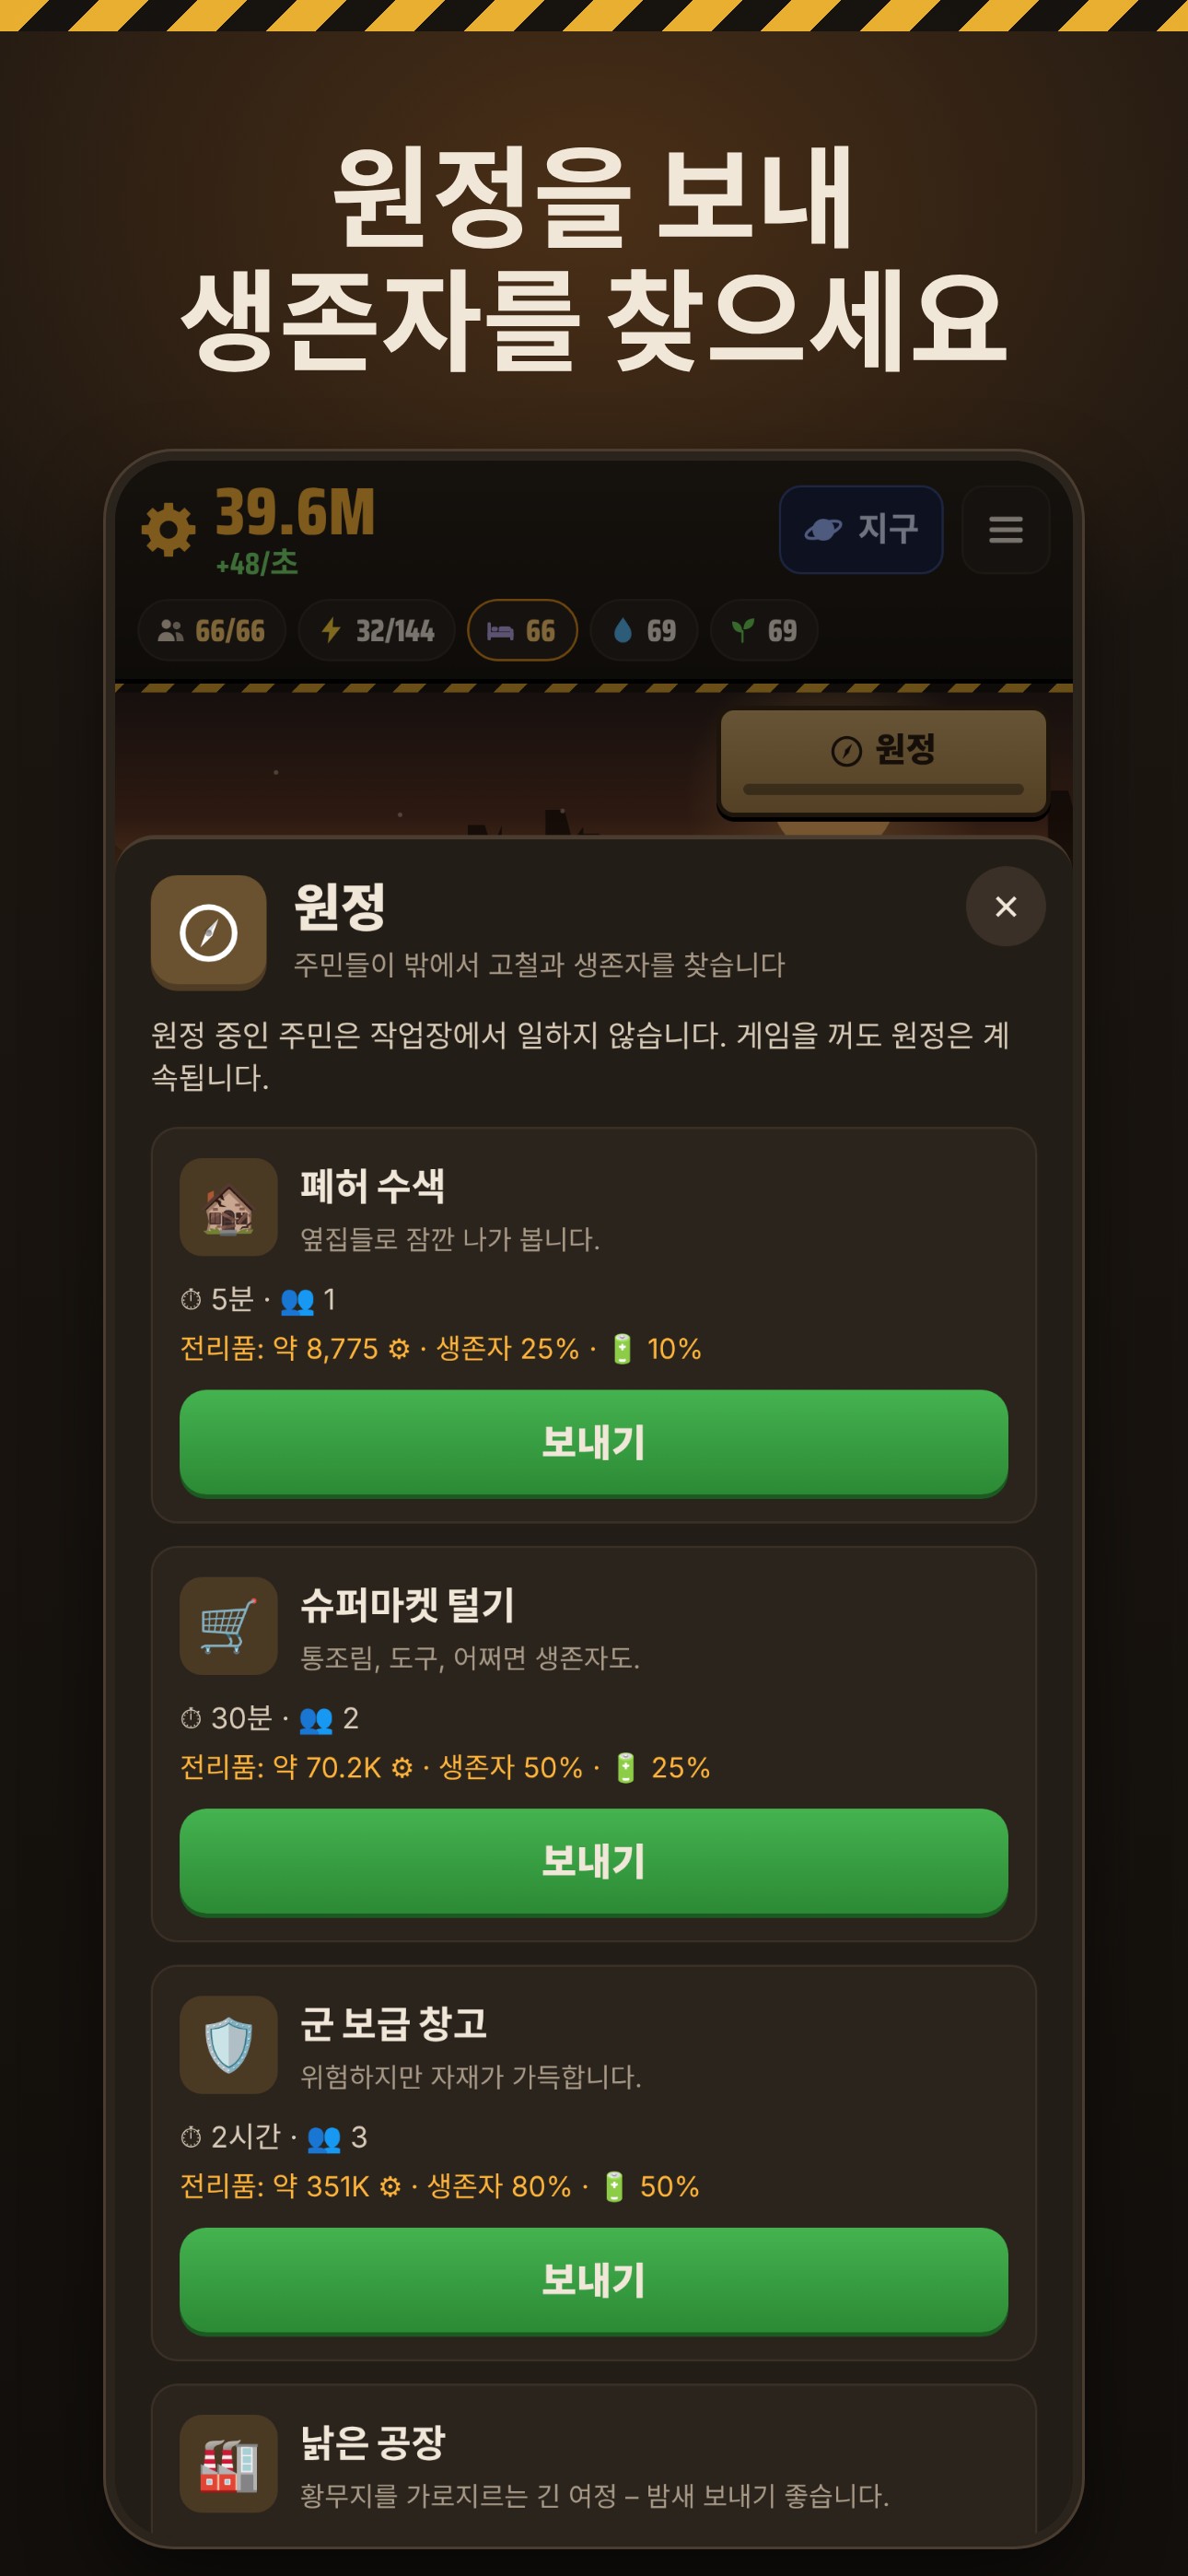 원정을 보내
생존자를 찾으세요
39.6M
+48/초
지구
66/66
32/144
66
69
69
원정
원정
주민들이 밖에서 고철과 생존자를 찾습니다
원정 중인 주민은 작업장에서 일하지 않습니다. 게임을 꺼도 원정은 계
속됩니다.
폐허 수색
옆집들로 잠깐 나가 봅니다.
⏱ 5분 · 👥 1
전리품: 약 8,775 ⚙ · 생존자 25% · 🔋 10%
보내기
슈퍼마켓 털기
통조림, 도구, 어쩌면 생존자도.
⏱ 30분 · 👥 2
전리품: 약 70.2K ⚙ · 생존자 50% · 🔋 25%
보내기
군 보급 창고
위험하지만 자재가 가득합니다.
⏱ 2시간 · 👥 3
전리품: 약 351K ⚙ · 생존자 80% · 🔋 50%
보내기
낡은 공장
황무지를 가로지르는 긴 여정 – 밤새 보내기 좋습니다.